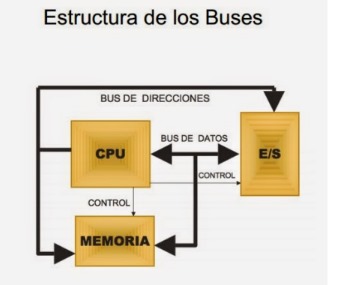 Estructura de los Buses
BUS DE DIRECCIONES
BUS DE DATOS
CPU
E/S
CONTROL
CONTROL
MEMORIA